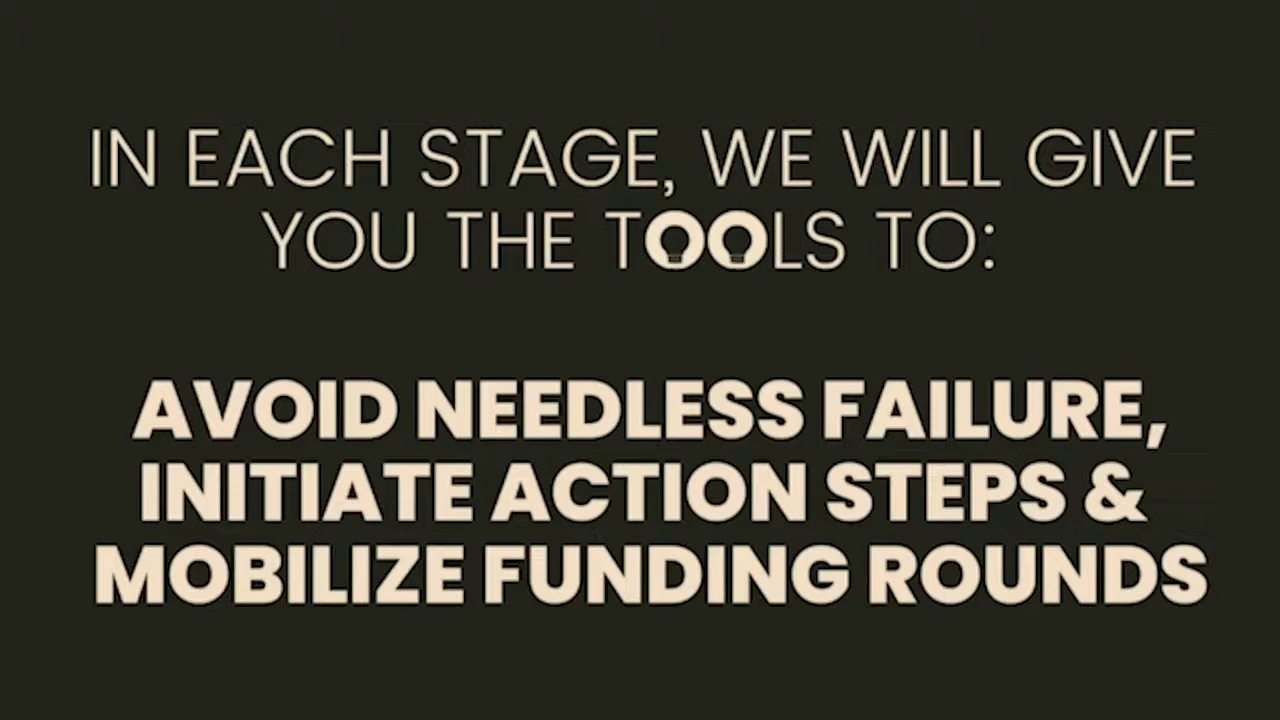 IN EACH STAGE, WE WILL GIVE
YOU THE TOOLS TO:
AVOID NEEDLESS FAILURE,
INITIATE ACTION STEPS &
MOBILIZE FUNDING ROUNDS